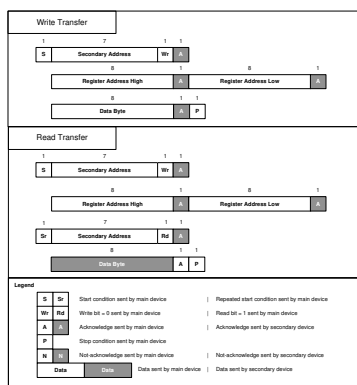 Write Transfer
1 7 1 1
S Secondary Address Wr A
8 1 8 1
Register Address High A Register Address Low A
8 1 1
Data Byte A P
Read Transfer
1 7 1 1
S Secondary Address Wr A
8 1 8 1
Register Address High A Register Address Low A
1 7 1 1
Sr Secondary Address Rd A
8 1 1
Data Byte A P
Legend
S Sr Start condition sent by main device | Repeated start condition sent by main device
Wr Rd Write bit = 0 sent by main device | Read bit = 1 sent by main device
A A Acknowledge sent by main device | Acknowledge sent by secondary device
P Stop condition sent by main device
N N Not-acknowledge sent by main device | Not-acknowledge sent by secondary device
Data Data Data sent by main device | Data sent by secondary device